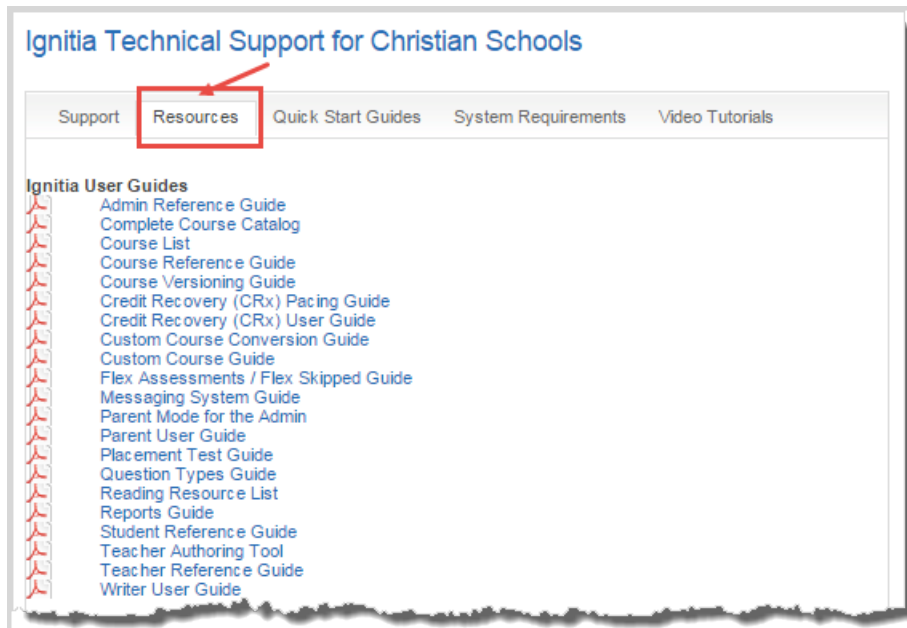 Ignitia Technical Support for Christian Schools
Support Resources Quick Start Guides System Requirements Video Tutorials
Ignitia User Guides
Admin Reference Guide
Complete Course Catalog
Course List
Course Reference Guide
Course Versioning Guide
Credit Recovery (CRx) Pacing Guide
Credit Recovery (CRx) User Guide
Custom Course Conversion Guide
Custom Course Guide
Flex Assessments / Flex Skipped Guide
Messaging System Guide
Parent Mode for the Admin
Parent User Guide
Placement Test Guide
Question Types Guide
Reading Resource List
Reports Guide
Student Reference Guide
Teacher Authoring Tool
Teacher Reference Guide
Writer User Guide